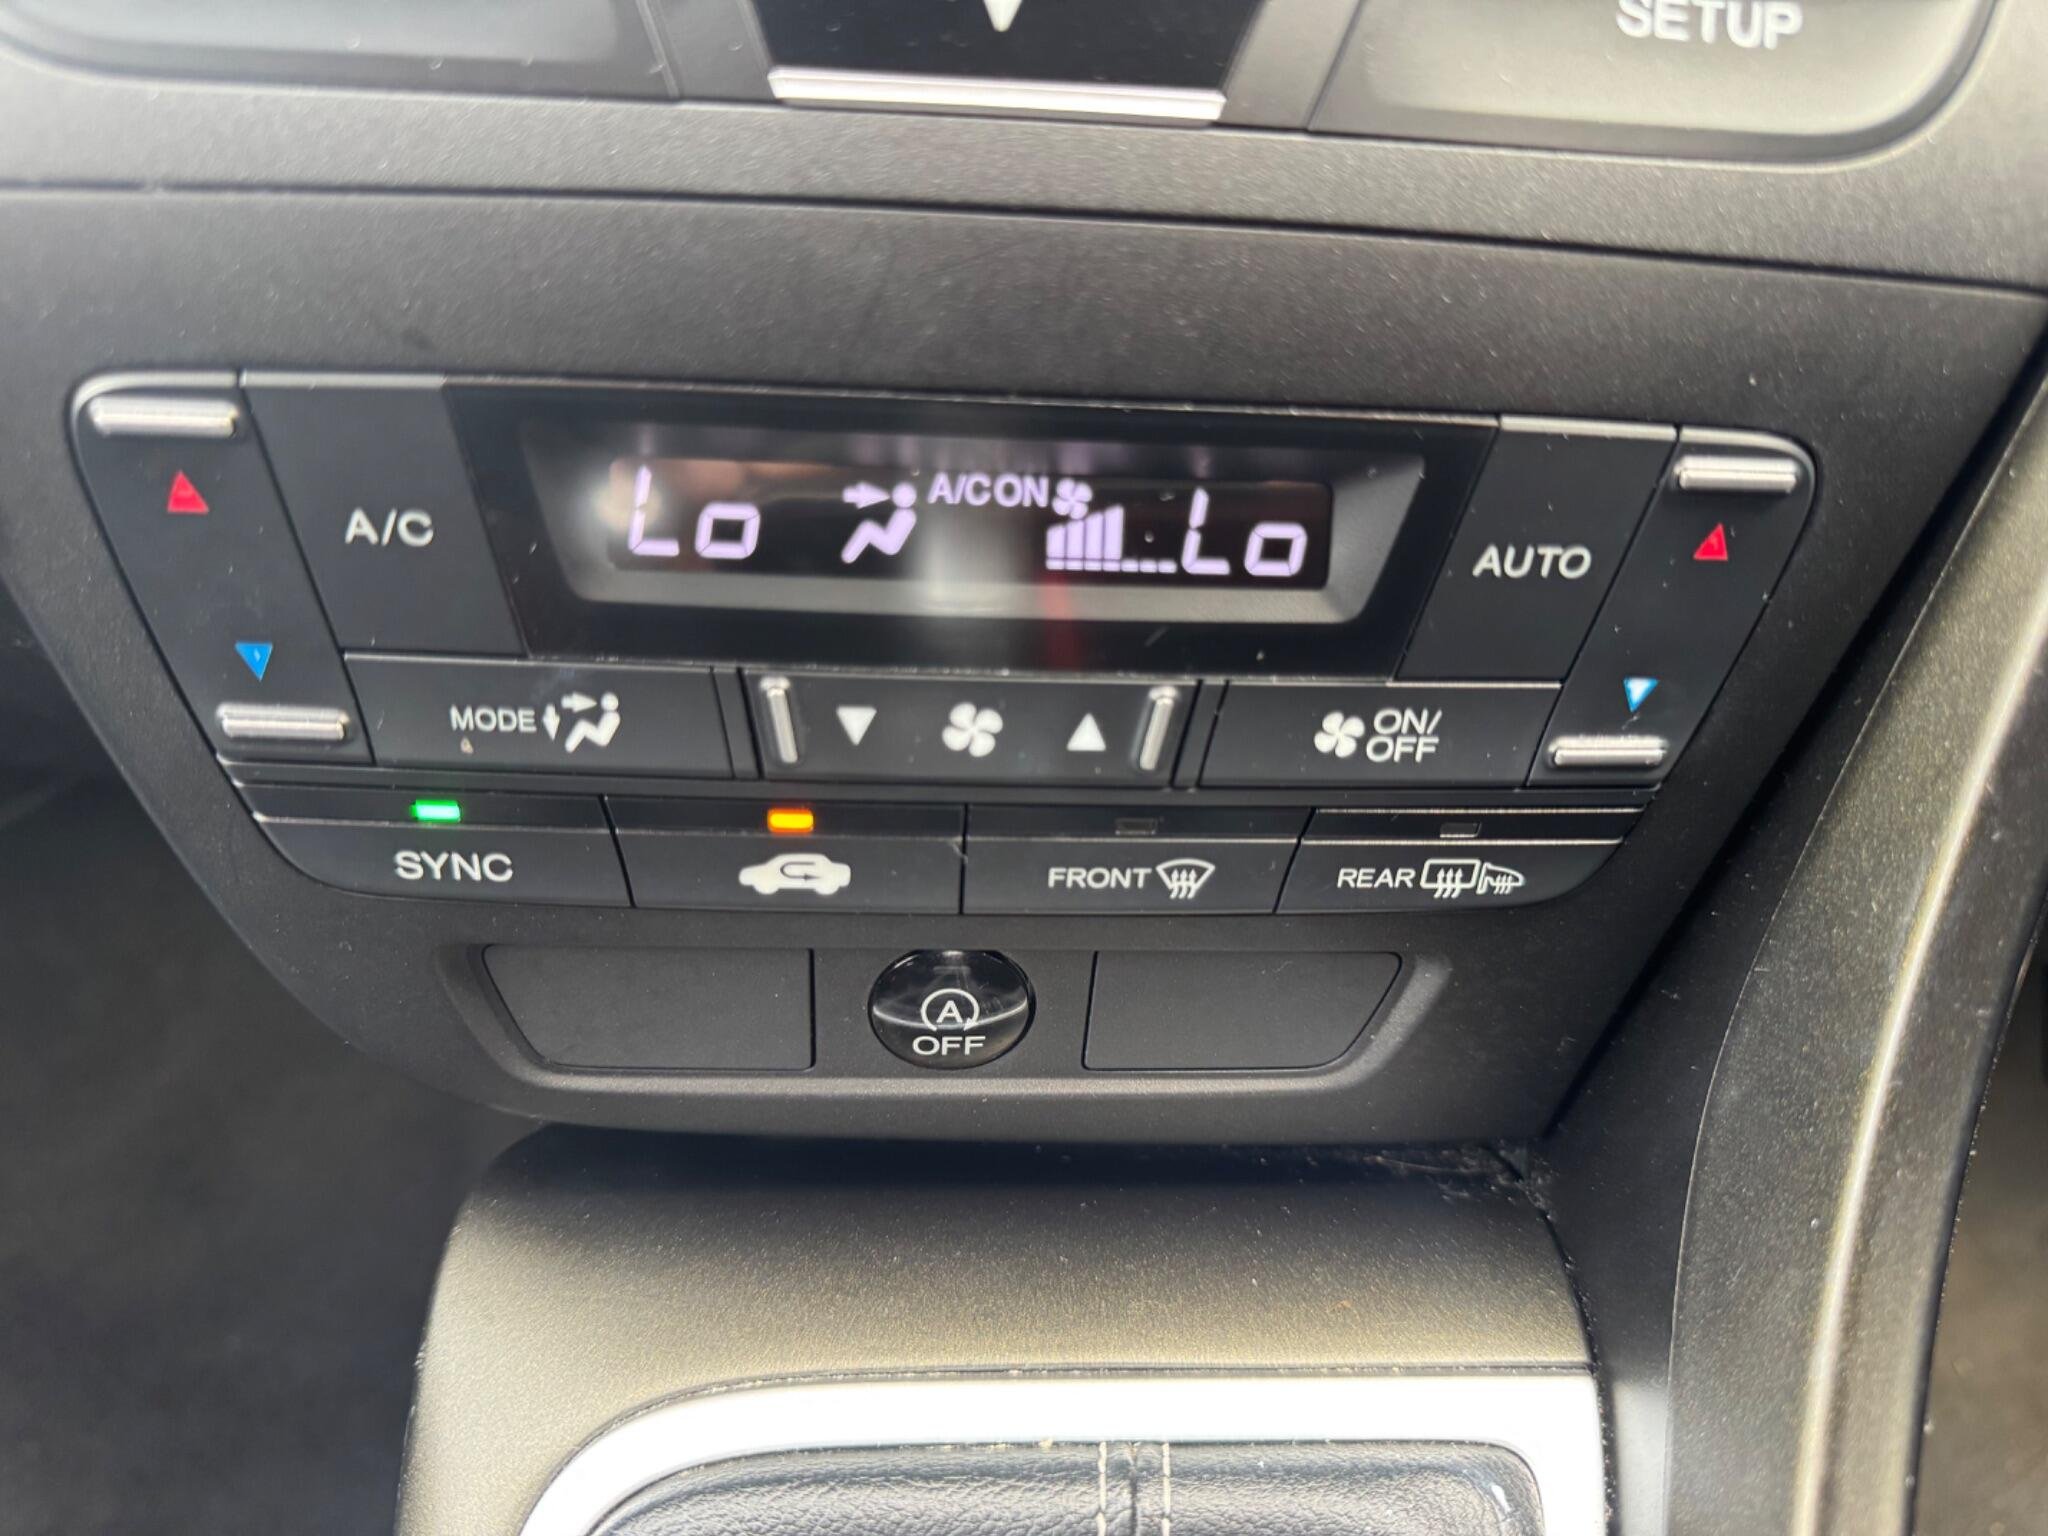 SETUP
Lo A/C ON Lo
A/C
AUTO
MODE
ON/
OFF
SYNC
FRONT
REAR
A
OFF